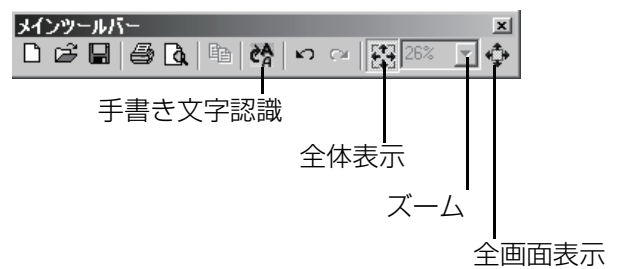 メインツールバー
26%
手書き文字認識
全体表示
ズーム
全画面表示